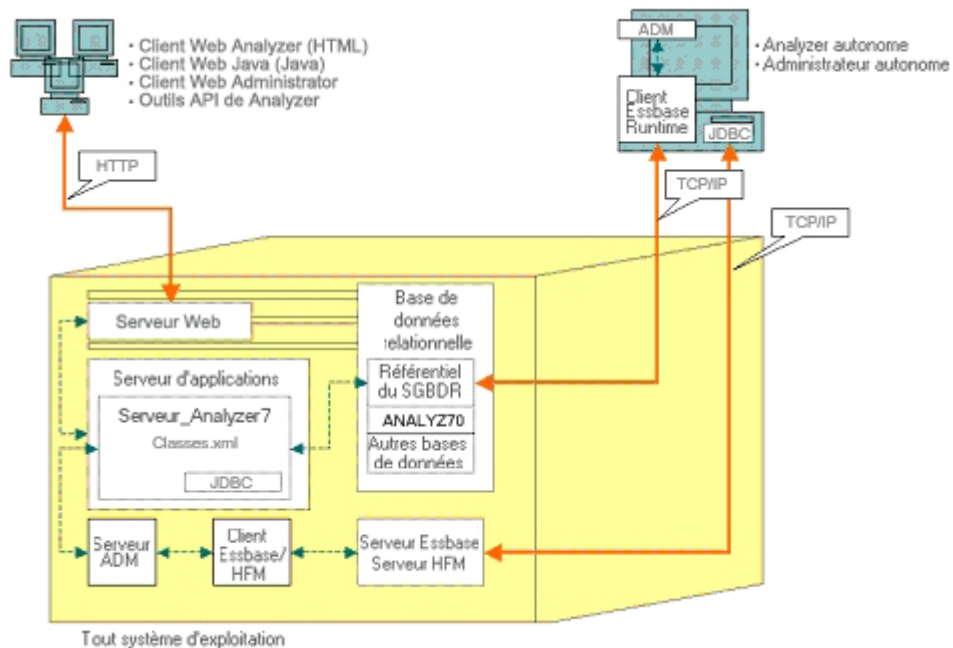 · Client Web Analyzer (HTML)
· Client Web Java (Java)
· Client Web Administrator
· Outils API de Analyzer
ADM
Client
Essbase
Runtime
JDBC
· Analyzer autonome
· Administrateur autonome
HTTP
TCP/IP
TCP/IP
Serveur Web
Base de
données
relationnelle
Référentiel
du SGBDR
ANALYZ70
Autres bases
de données
Serveur d'applications
Serveur_Analyzer7
Classes.xml
JDBC
Serveur
ADM
Client
Essbase/
HFM
Serveur Essbase
Serveur HFM
Tout système d'exploitation